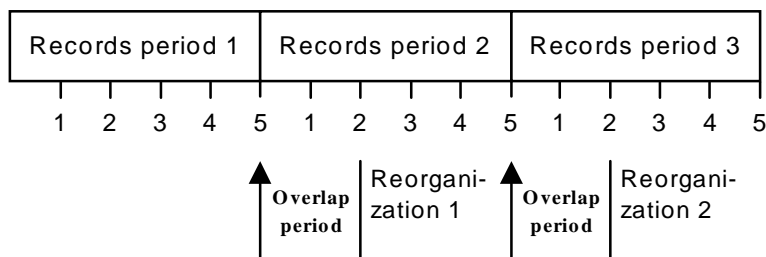 Records period 1 Records period 2 Records period 3
1 2 3 4 5 1 2 3 4 5 1 2 3 4 5
Overlap period
Reorgani-
zation 1
Overlap period
Reorgani-
zation 2